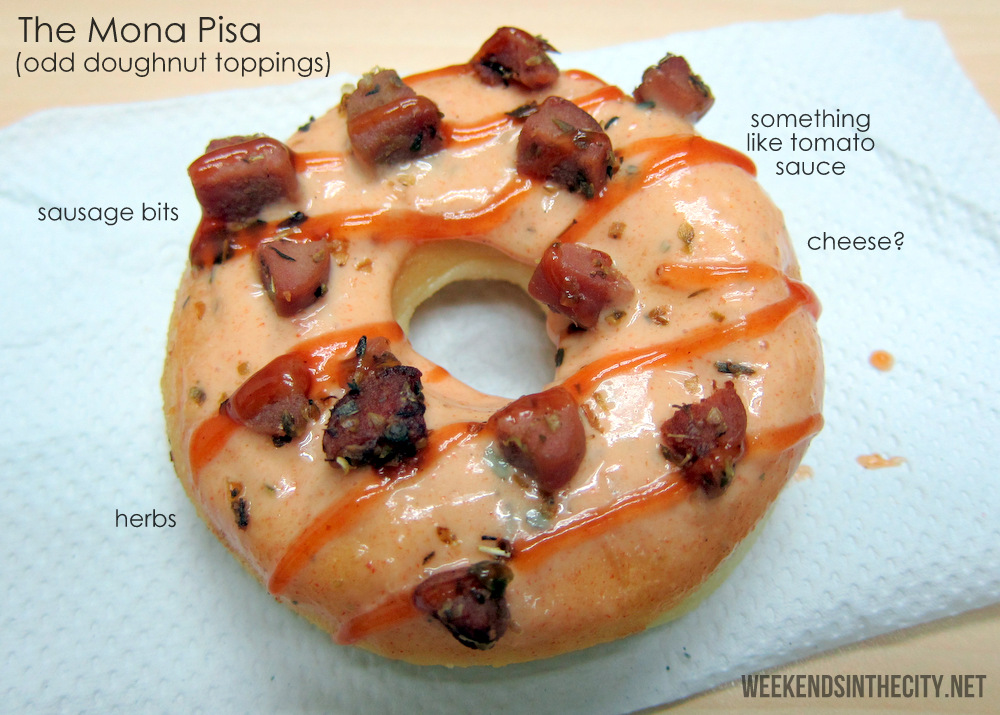 The Mona Pisa
(odd doughnut toppings)
something
like tomato
sauce
sausage bits
cheese?
herbs
WEEKENDSINTHECITY.NET